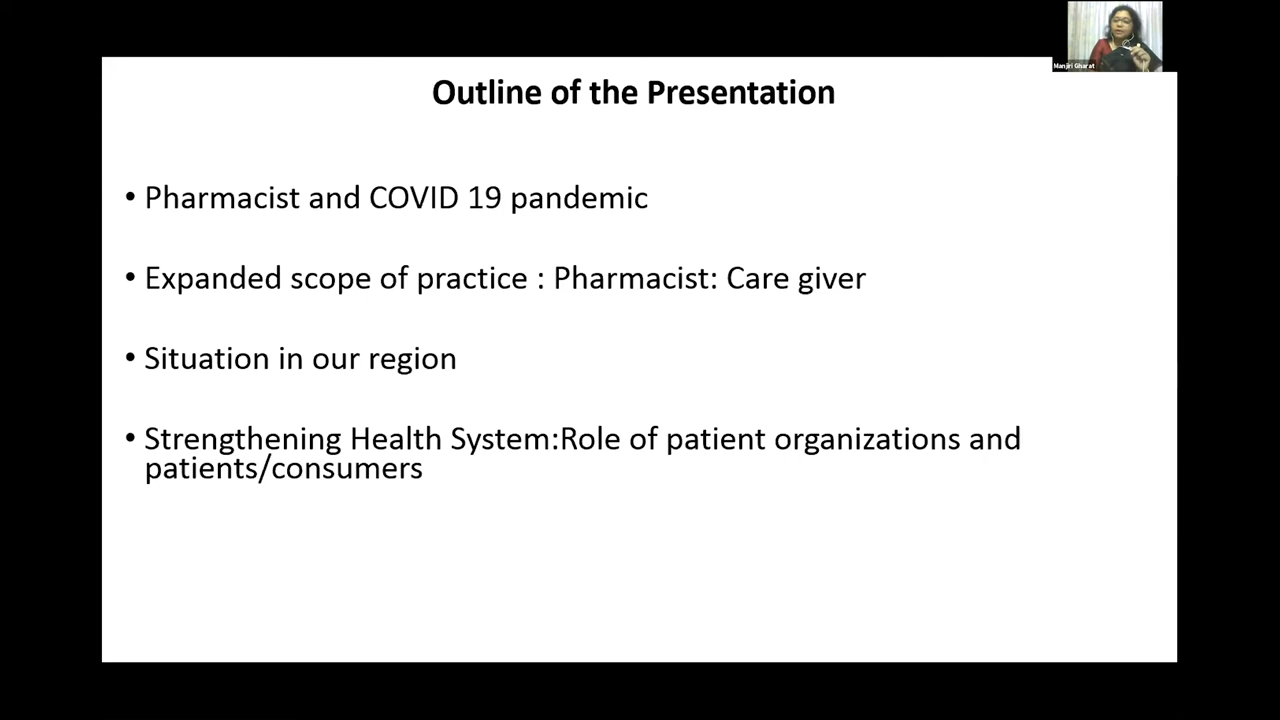 Manjiri Gharat
Outline of the Presentation
• Pharmacist and COVID 19 pandemic
• Expanded scope of practice : Pharmacist: Care giver
• Situation in our region
• Strengthening Health System:Role of patient organizations and
patients/consumers